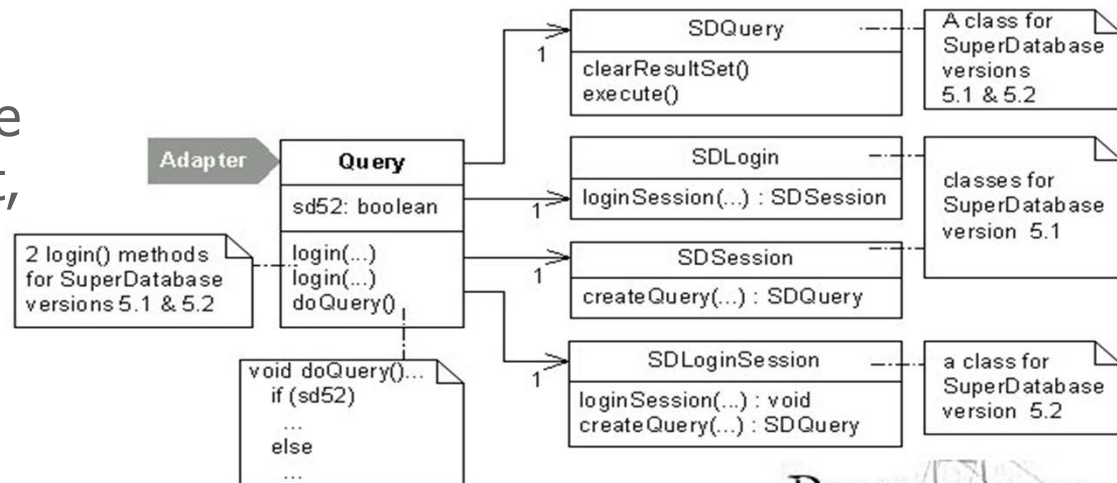 e
t,
Adapter
Query
sd52: boolean
login(...)
login(...)
doQuery()
2 login() methods
for SuperDatabase
versions 5.1 & 5.2
void doQuery()...
if (sd52)
...
else
...
1
SDQuery
clearResultSet()
execute()
A class for
SuperDatabase
versions
5.1 & 5.2
1
SDLogin
loginSession(...) : SDSession
classes for
SuperDatabase
version 5.1
1
SDSession
createQuery(...) : SDQuery
1
SDLoginSession
loginSession(...) : void
createQuery(...) : SDQuery
a class for
SuperDatabase
version 5.2